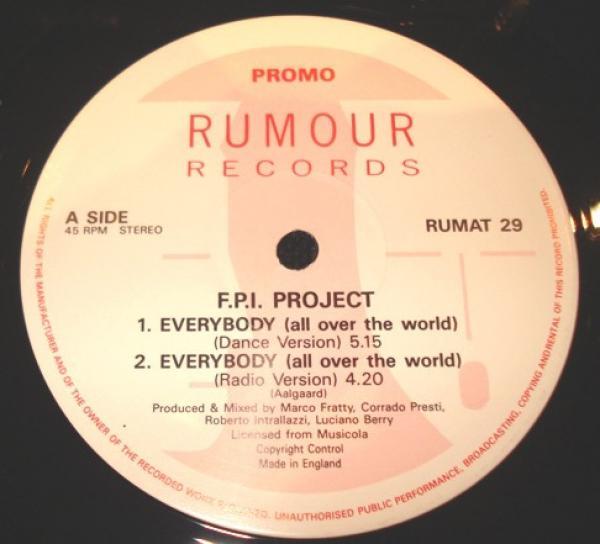 PROMO
RUMOUR
RECORDS
A SIDE
45 RPM STEREO
RUMAT 29
F.P.I. PROJECT
1. EVERYBODY (all over the world)
(Dance Version) 5.15
2. EVERYBODY (all over the world)
(Radio Version) 4.20
(Aalgaard)
Produced & Mixed by Marco Fratty, Corrado Presti,
Roberto Intrallazzi, Luciano Berry
Licensed from Musicola
Copyright Control
Made in England
ALL RIGHTS OF THE MANUFACTURER AND OF THE OWNER OF THE RECORDED WORK UNAUTHORISED PUBLIC PERFORMANCE, BROADCASTING, COPYING ANDRENTAL OF THIS RECORD PROHIBITED.